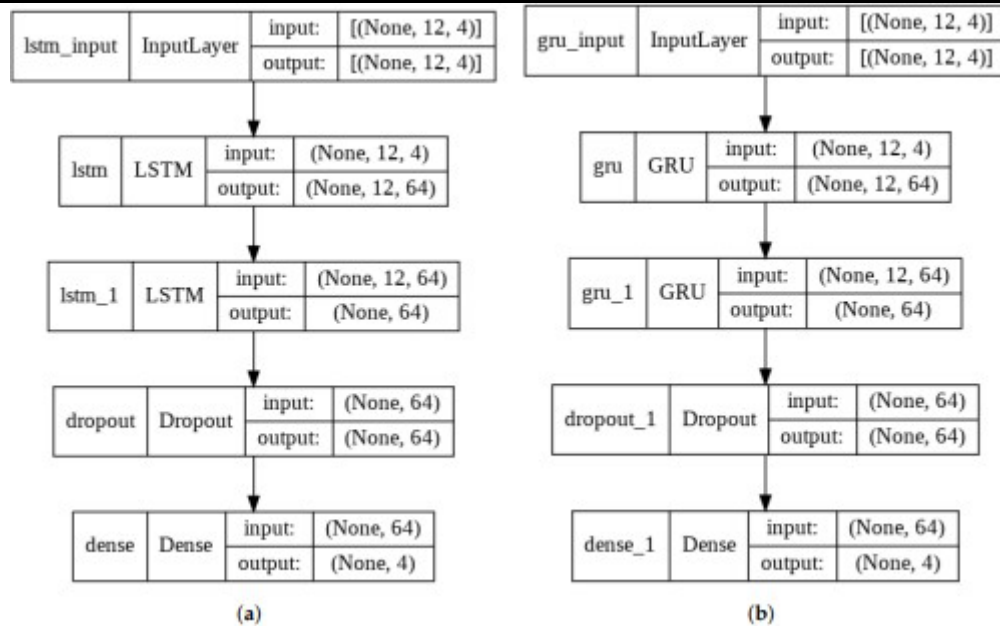 lstm_input InputLayer input: [(None, 12, 4)]
output: [(None, 12, 4)]
lstm LSTM input: (None, 12, 4)
output: (None, 12, 64)
lstm_1 LSTM input: (None, 12, 64)
output: (None, 64)
dropout Dropout input: (None, 64)
output: (None, 64)
dense Dense input: (None, 64)
output: (None, 4)
(a)
gru_input InputLayer input: [(None, 12, 4)]
output: [(None, 12, 4)]
gru GRU input: (None, 12, 4)
output: (None, 12, 64)
gru_1 GRU input: (None, 12, 64)
output: (None, 64)
dropout_1 Dropout input: (None, 64)
output: (None, 64)
dense_1 Dense input: (None, 64)
output: (None, 4)
(b)